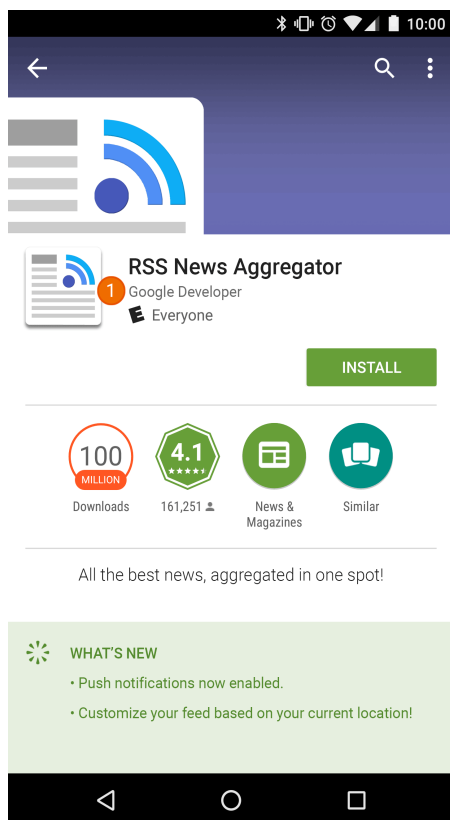 10:00
RSS News Aggregator
1
Google Developer
E Everyone
INSTALL
100
MILLION
Downloads
4.1
161,251
News &
Magazines
Similar
All the best news, aggregated in one spot!
WHAT'S NEW
• Push notifications now enabled.
• Customize your feed based on your current location!